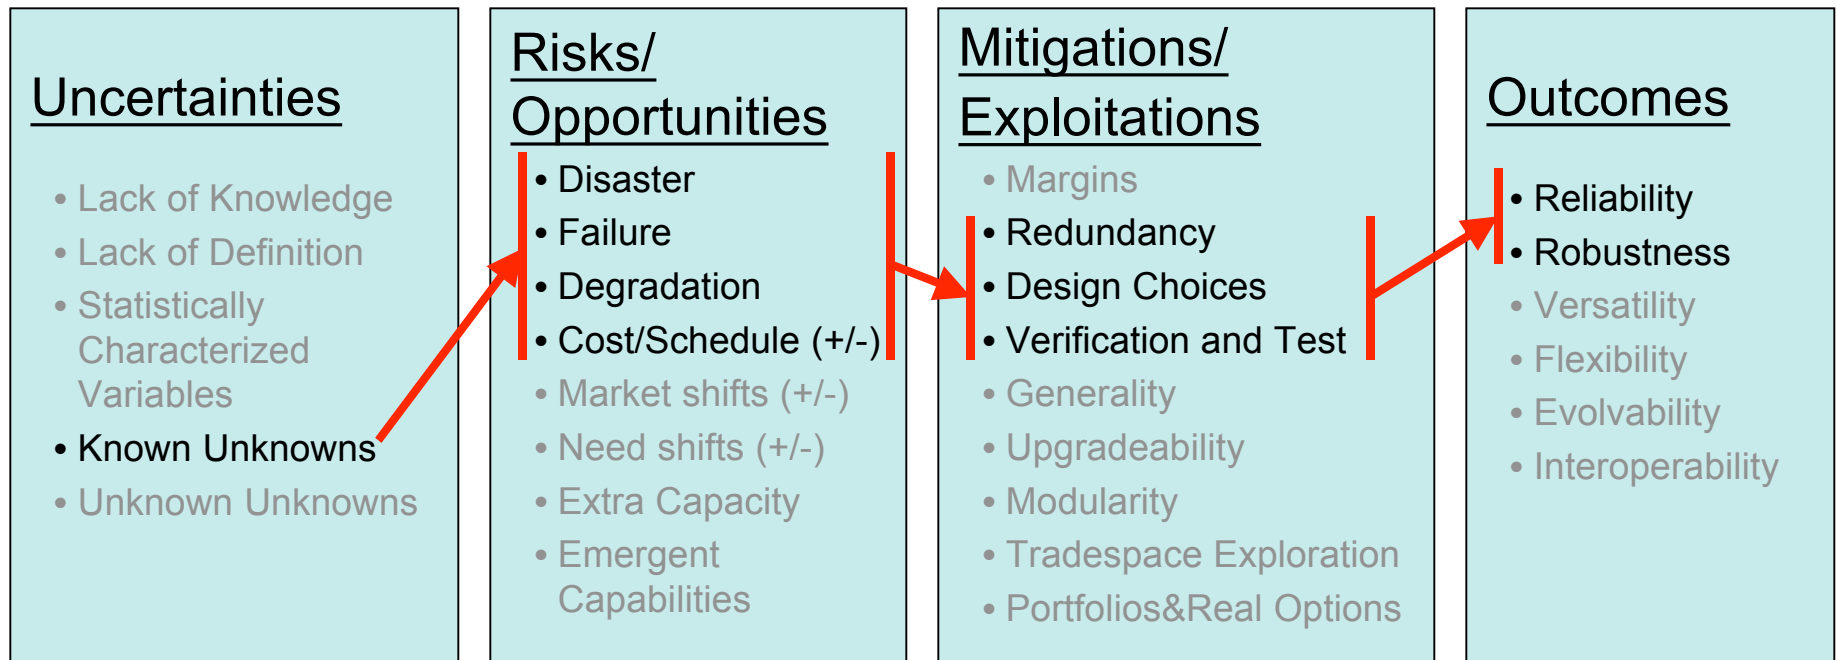 Uncertainties
• Lack of Knowledge
• Lack of Definition
• Statistically
Characterized
Variables
• Known Unknowns
• Unknown Unknowns
Risks/
Opportunities
• Disaster
• Failure
• Degradation
• Cost/Schedule (+/-)
• Market shifts (+/-)
• Need shifts (+/-)
• Extra Capacity
• Emergent
Capabilities
Mitigations/
Exploitations
• Margins
• Redundancy
• Design Choices
• Verification and Test
• Generality
• Upgradeability
• Modularity
• Tradespace Exploration
• Portfolios&Real Options
Outcomes
• Reliability
• Robustness
• Versatility
• Flexibility
• Evolvability
• Interoperability